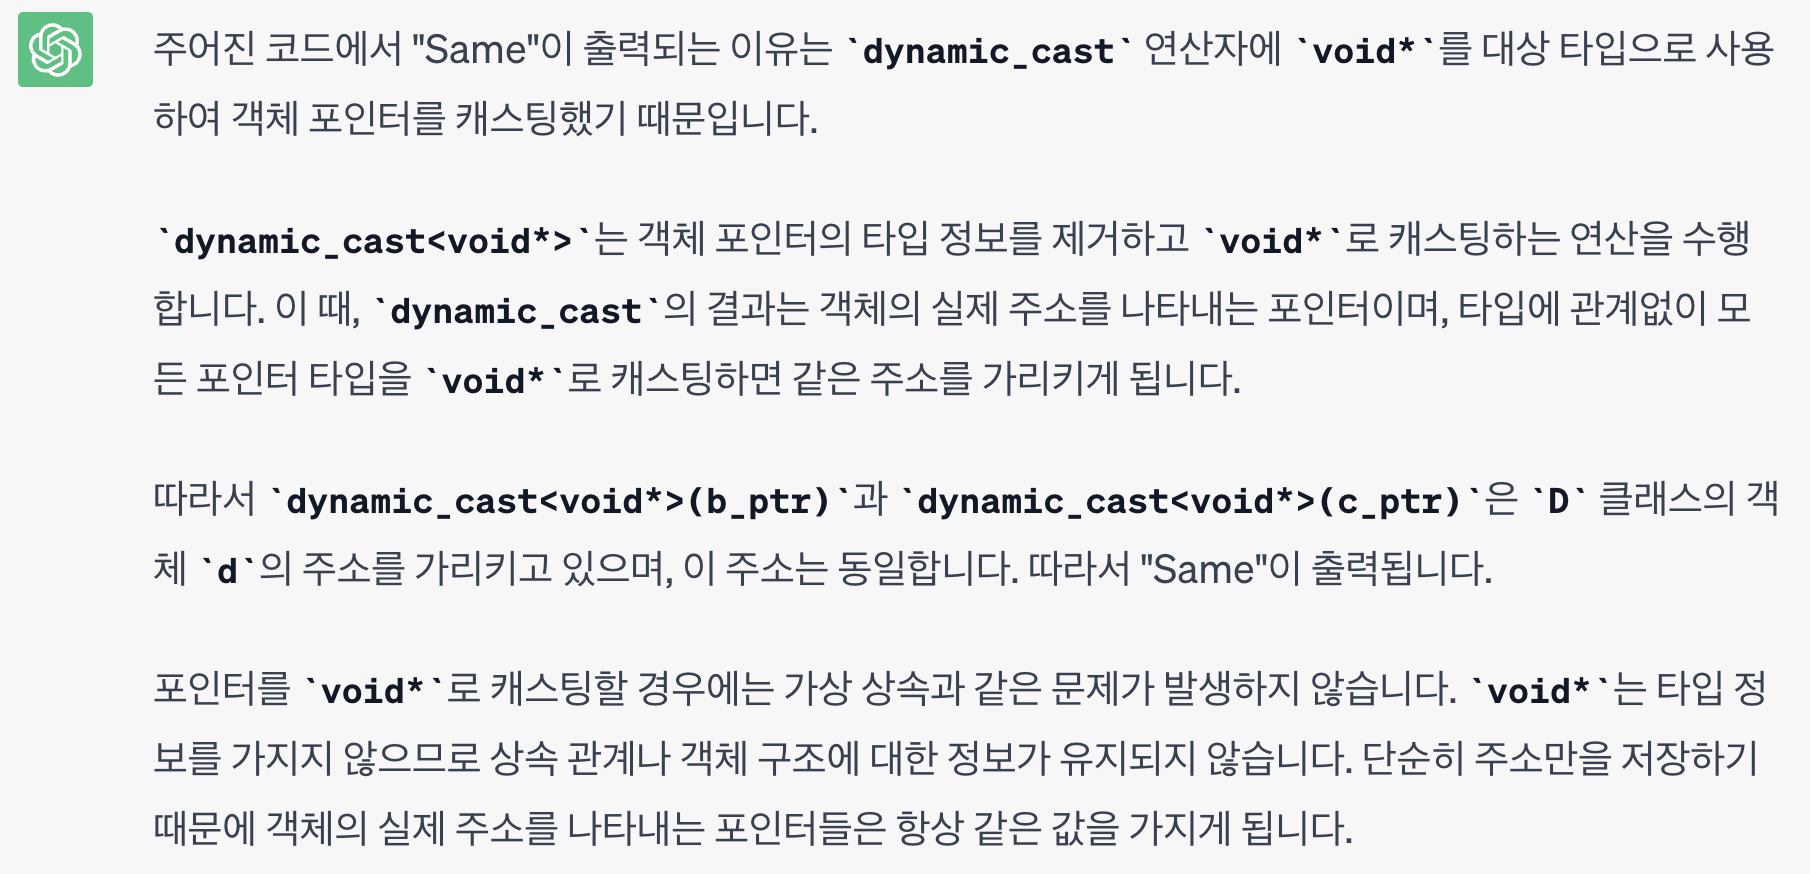 주어진 코드에서 "Same"이 출력되는 이유는 `dynamic_cast` 연산자에 `void*`를 대상 타입으로 사용
하여 객체 포인터를 캐스팅했기 때문입니다.
`dynamic_cast<void*>`는 객체 포인터의 타입 정보를 제거하고 `void*`로 캐스팅하는 연산을 수행
합니다. 이 때, `dynamic_cast`의 결과는 객체의 실제 주소를 나타내는 포인터이며, 타입에 관계없이 모
든 포인터 타입을 `void*`로 캐스팅하면 같은 주소를 가리키게 됩니다.
따라서 `dynamic_cast<void*>(b_ptr)`과 `dynamic_cast<void*>(c_ptr)`은 `D` 클래스의 객
체 `d`의 주소를 가리키고 있으며, 이 주소는 동일합니다. 따라서 "Same"이 출력됩니다.
포인터를 `void*`로 캐스팅할 경우에는 가상 상속과 같은 문제가 발생하지 않습니다. `void*`는 타입 정
보를 가지지 않으므로 상속 관계나 객체 구조에 대한 정보가 유지되지 않습니다. 단순히 주소만을 저장하기
때문에 객체의 실제 주소를 나타내는 포인터들은 항상 같은 값을 가지게 됩니다.